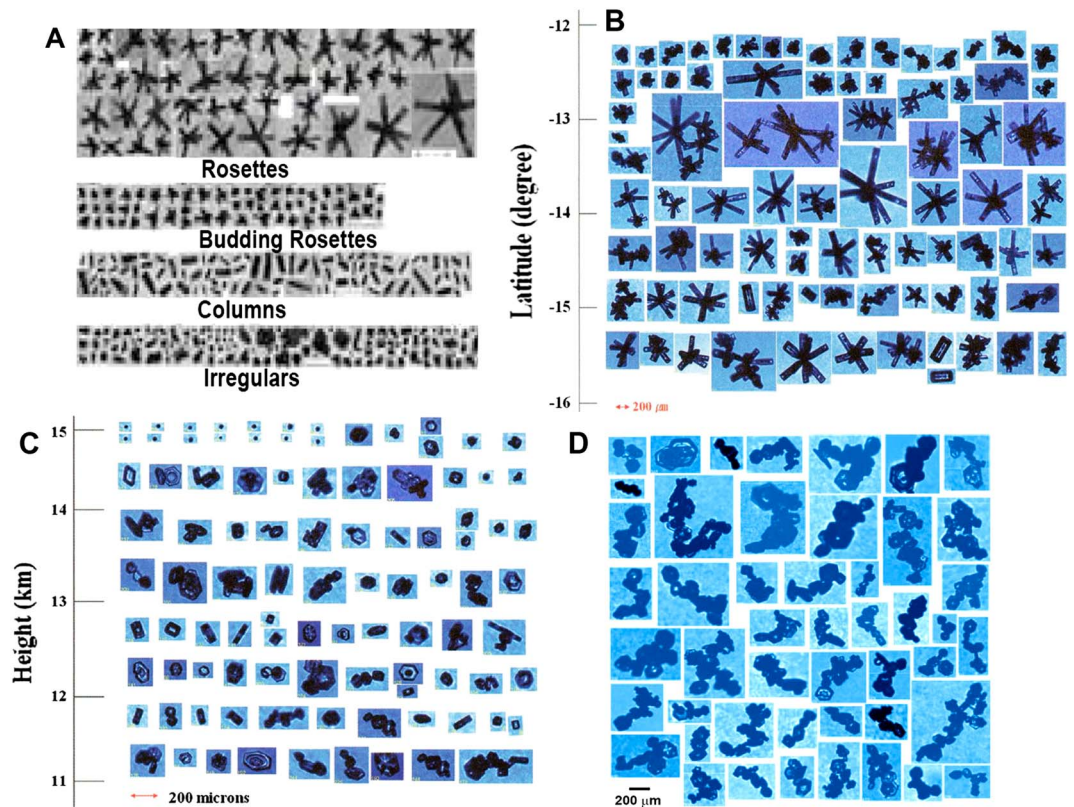 A
Rosettes
Budding Rosettes
Columns
Irregulars
B
Latitude (degree)
-12
-13
-14
-15
-16
200 μm
C
Height (km)
15
14
13
12
11
200 microns
D
200 μm